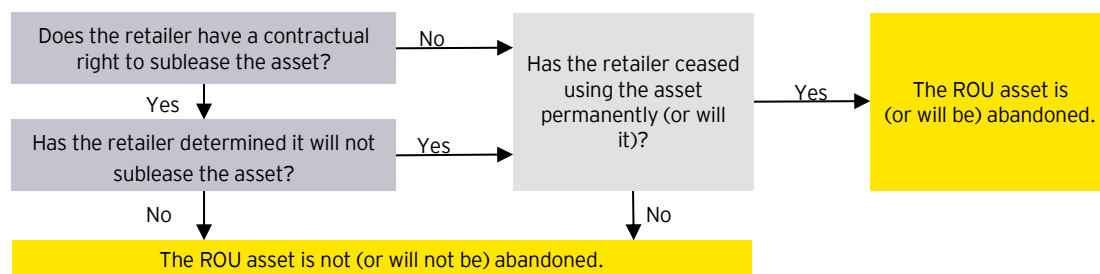 Does the retailer have a contractual
right to sublease the asset?
No
Has the retailer ceased
using the asset
permanently (or will
it)?
Yes
The ROU asset is
(or will be) abandoned.
Yes
Has the retailer determined it will not
sublease the asset?
Yes
No
No
The ROU asset is not (or will not be) abandoned.